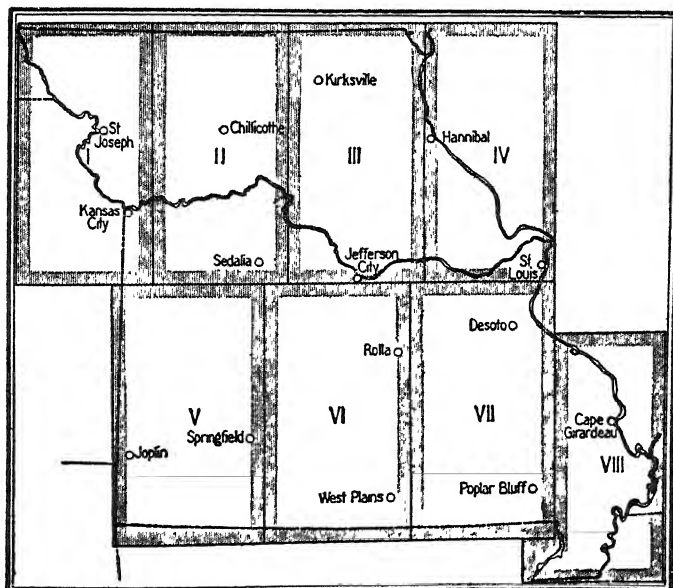 Kirksville
St
Joseph
I
Chillicothe
II
III
Hannibal
IV
Kansas
City
Sedalia
Jefferson
City
St
Louis
Desoto
Rolla
V
VI
VII
Springfield
Joplin
Cape
Girardeau
VIII
West Plains
Poplar Bluff